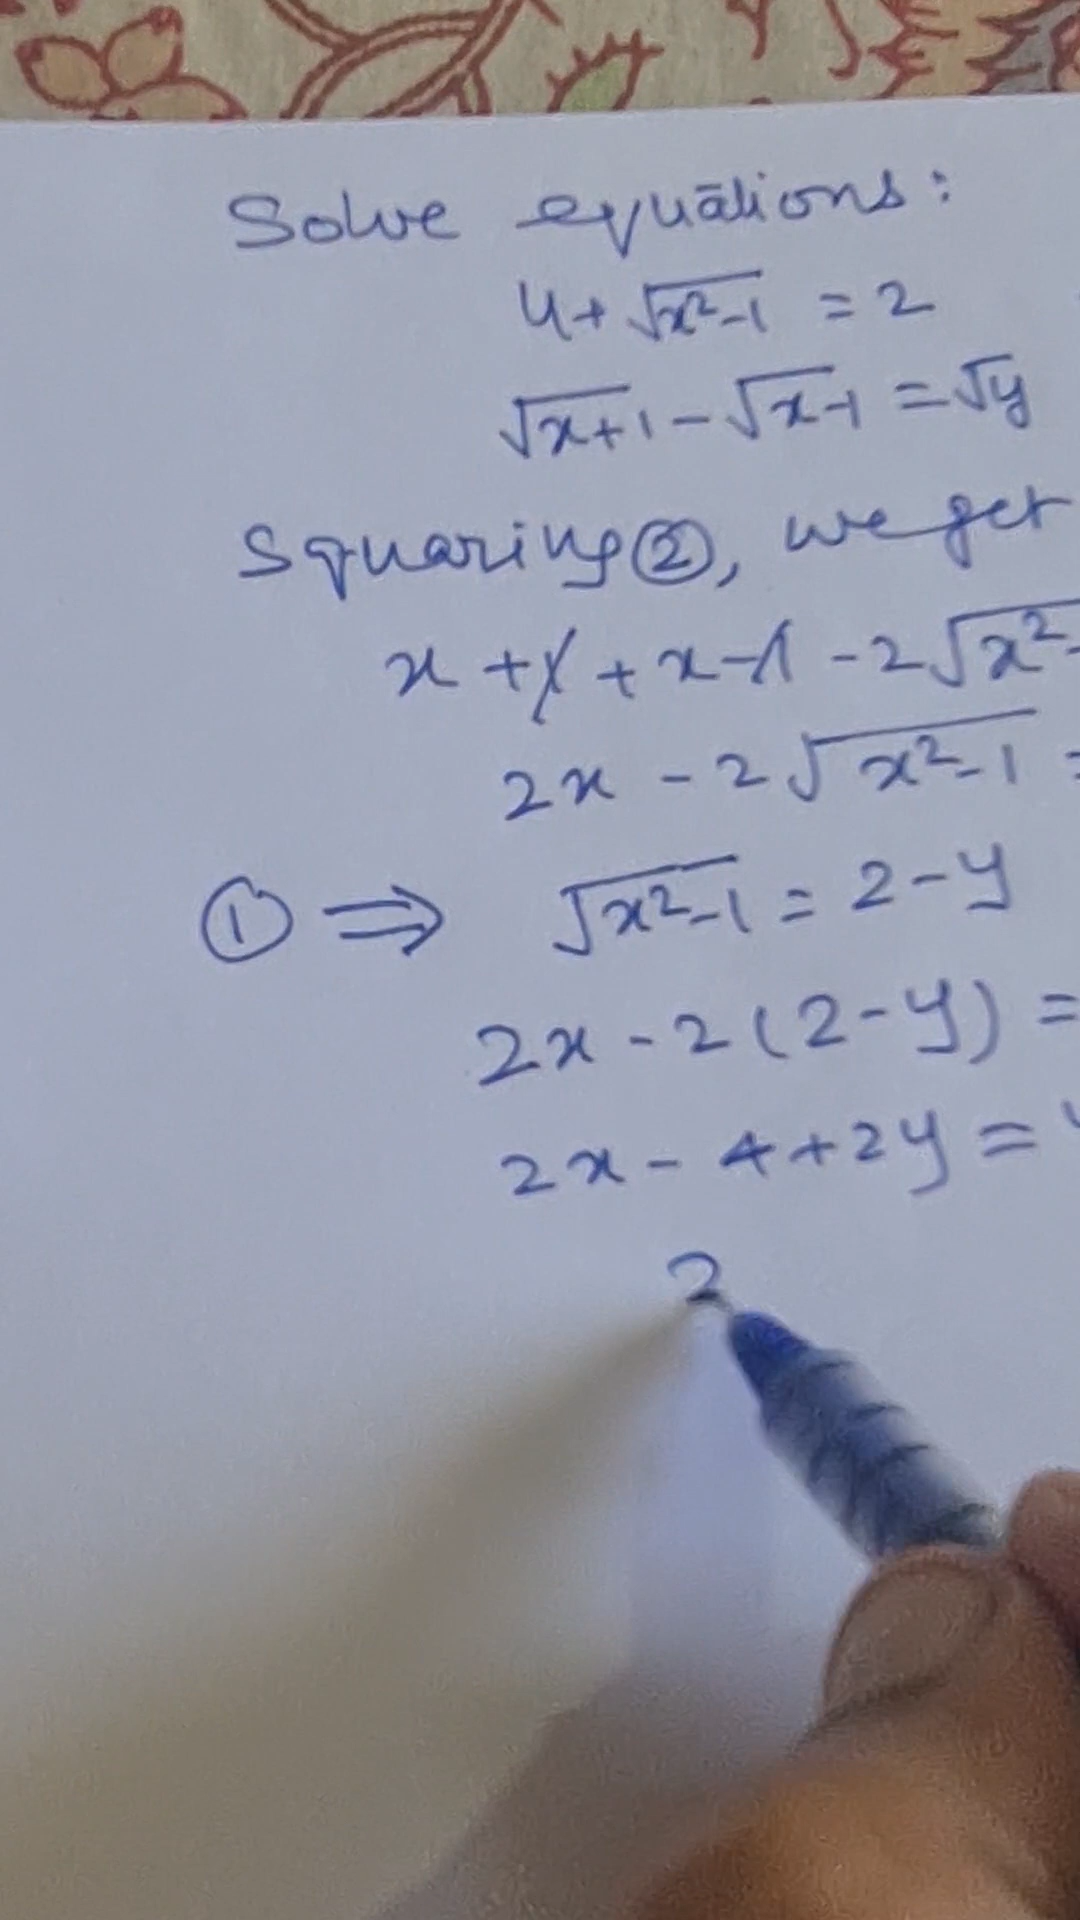 Solve equations:
y + √x²-1 = 2
√x+1 - √x-1 = √y
Squaring ②, we get
x + 1 + x - 1 - 2√x²-
2x - 2√x²-1 =
① ⇒ √x²-1 = 2-y
2x - 2(2-y) =
2x - 4 + 2y =
2